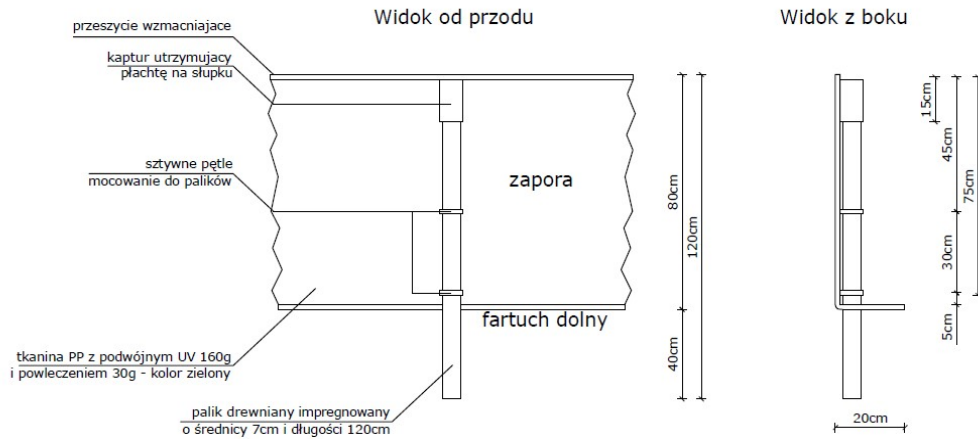 Widok od przodu
Widok z boku
przeszycie wzmacniajace
kaptur utrzymujacy
płachtę na słupku
sztywne pętle
mocowanie do palików
zapora
fartuch dolny
tkanina PP z podwójnym UV 160g
i powleczeniem 30g - kolor zielony
palik drewniany impregnowany
o średnicy 7cm i długości 120cm
80cm
120cm
40cm
15cm
45cm
75cm
30cm
5cm
20cm